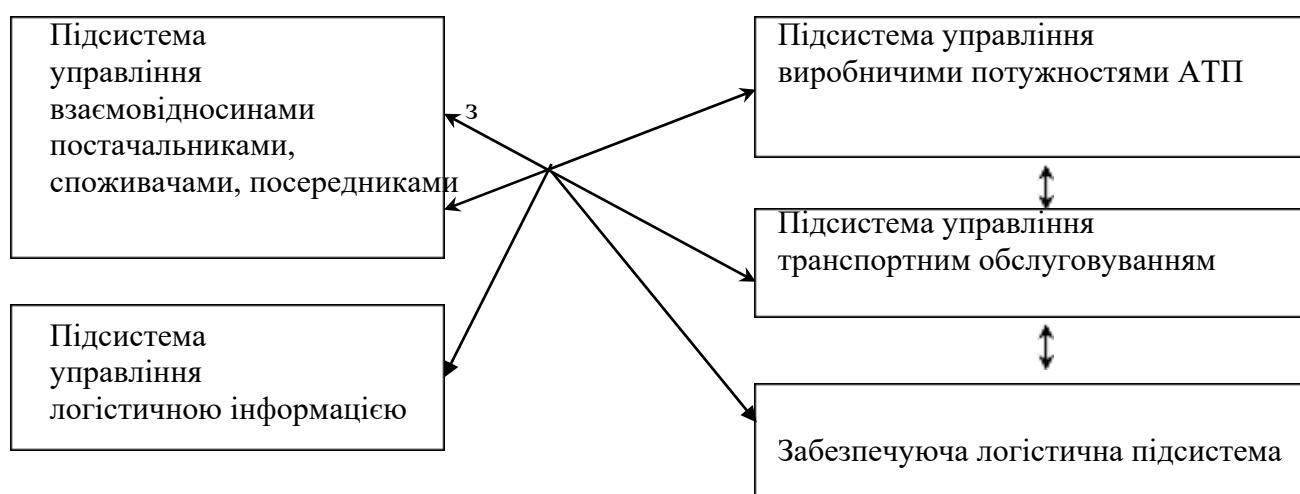 Підсистема
управління
взаємовідносинами з
постачальниками,
споживачами, посередниками
Підсистема управління
виробничими потужностями АТП
Підсистема управління
транспортним обслуговуванням
Підсистема
управління
логістичною інформацією
Забезпечуюча логістична підсистема